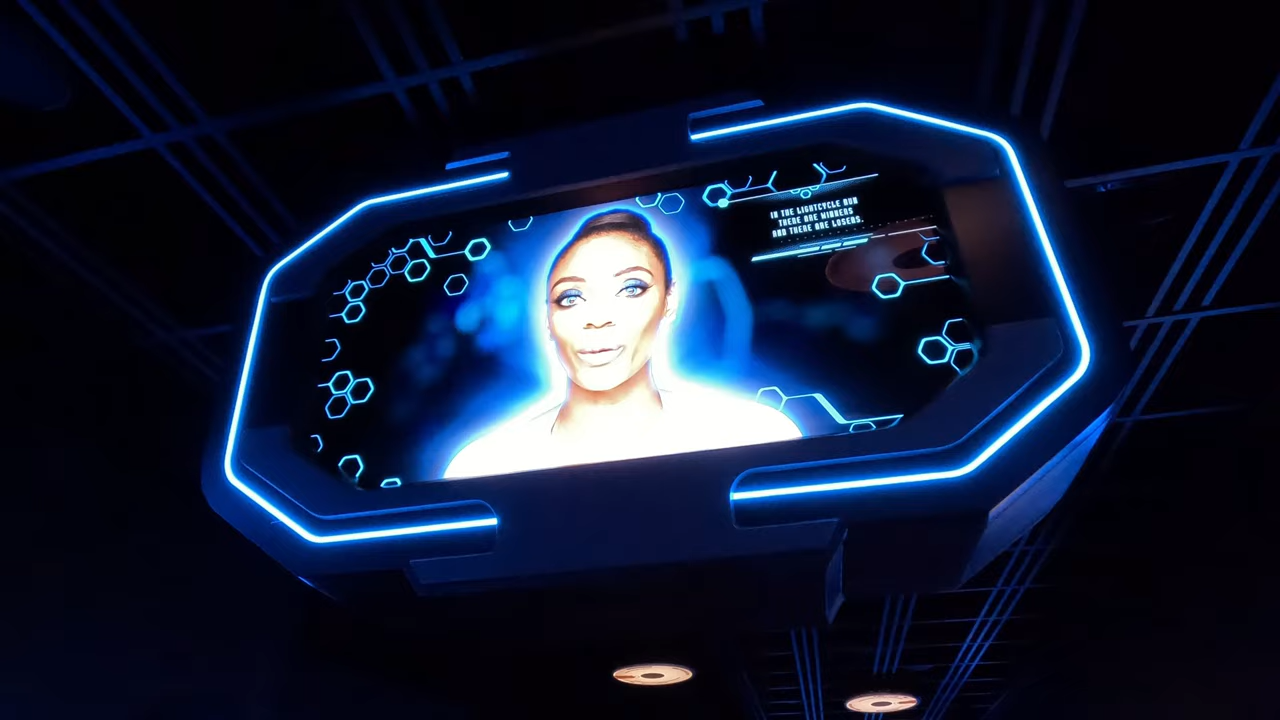 IN THE LIGHTCYCLE RUN
THERE ARE WINNERS
AND THERE ARE LOSERS.